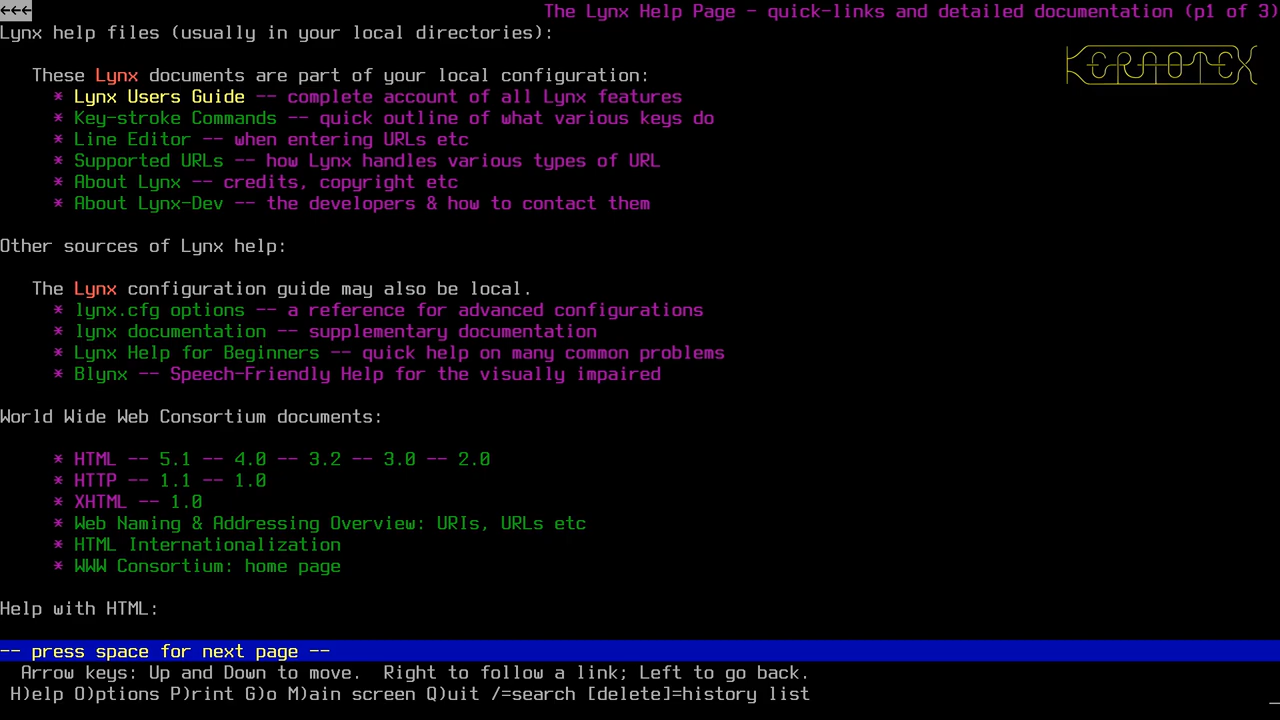 ←←← The Lynx Help Page - quick-links and detailed documentation (p1 of 3)
Lynx help files (usually in your local directories):
KERNOTEX
These Lynx documents are part of your local configuration:
* Lynx Users Guide -- complete account of all Lynx features
* Key-stroke Commands -- quick outline of what various keys do
* Line Editor -- when entering URLs etc
* Supported URLs -- how Lynx handles various types of URL
* About Lynx -- credits, copyright etc
* About Lynx-Dev -- the developers & how to contact them
Other sources of Lynx help:
The Lynx configuration guide may also be local.
* lynx.cfg options -- a reference for advanced configurations
* lynx documentation -- supplementary documentation
* Lynx Help for Beginners -- quick help on many common problems
* Blynx -- Speech-Friendly Help for the visually impaired
World Wide Web Consortium documents:
* HTML -- 5.1 -- 4.0 -- 3.2 -- 3.0 -- 2.0
* HTTP -- 1.1 -- 1.0
* XHTML -- 1.0
* Web Naming & Addressing Overview: URIs, URLs etc
* HTML Internationalization
* WWW Consortium: home page
Help with HTML:
-- press space for next page --
Arrow keys: Up and Down to move.  Right to follow a link; Left to go back.
H)elp O)ptions P)rint G)o M)ain screen Q)uit /=search [delete]=history list